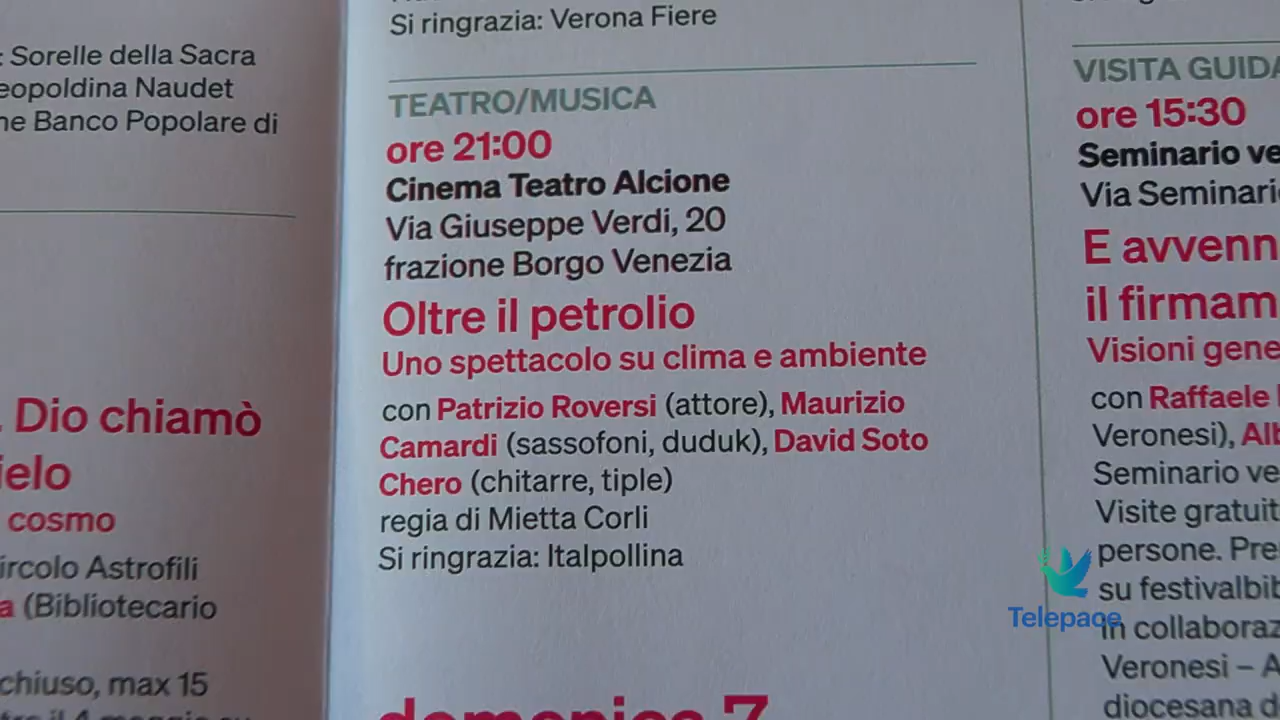 : Sorelle della Sacra
eopoldina Naudet
ne Banco Popolare di
Dio chiamò
ielo
cosmo
ircolo Astrofili
a (Bibliotecario
chiuso, max 15
Si ringrazia: Verona Fiere
TEATRO/MUSICA
ore 21:00
Cinema Teatro Alcione
Via Giuseppe Verdi, 20
frazione Borgo Venezia
Oltre il petrolio
Uno spettacolo su clima e ambiente
con Patrizio Roversi (attore), Maurizio
Camardi (sassofoni, duduk), David Soto
Chero (chitarre, tiple)
regia di Mietta Corli
Si ringrazia: Italpollina
domenica 7
VISITA GUIDA
ore 15:30
Seminario ve
Via Seminari
E avvenn
il firmam
Visioni gene
con Raffaele
Veronesi), Alb
Seminario ve
Visite gratuit
persone. Pre
su festivalbib
in collaboraz
Veronesi – A
diocesana d
Telepace